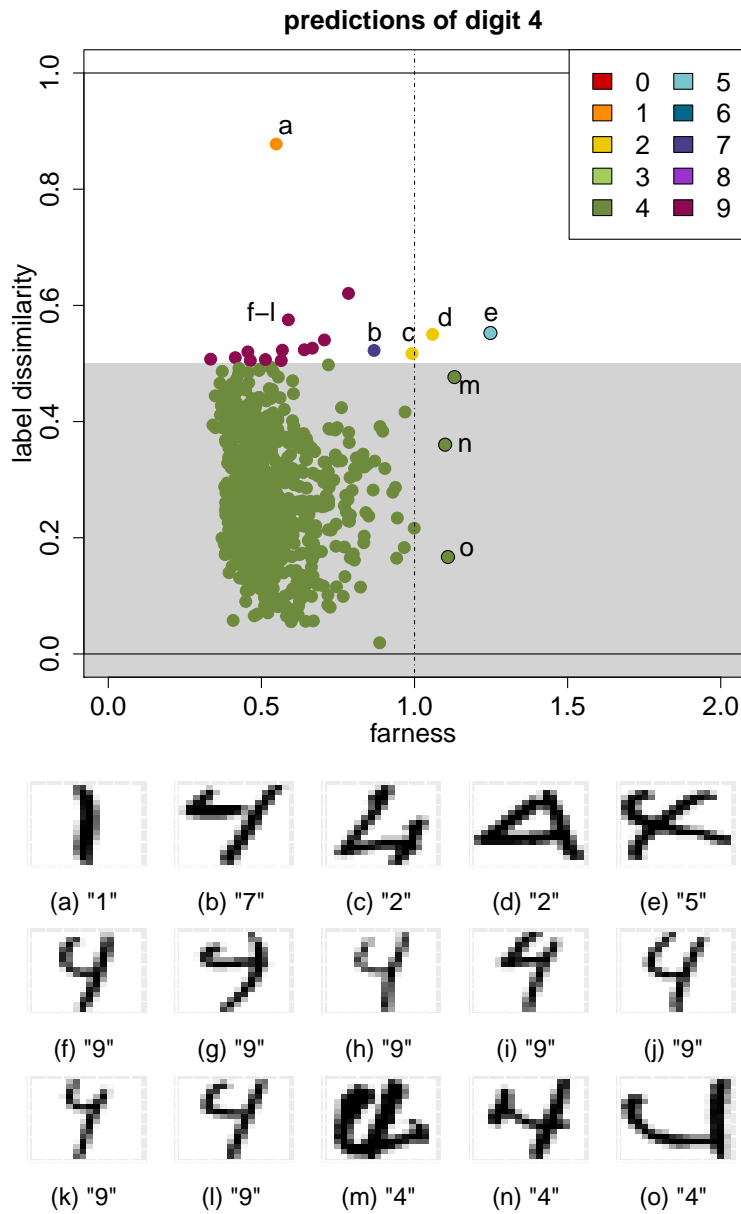 predictions of digit 4
0 5
1 6
2 7
3 8
4 9
a
f−l
b c d e
m
n
o
label dissimilarity
0.0 0.2 0.4 0.6 0.8 1.0
0.0 0.5 1.0 1.5 2.0
farness
(a) "1" (b) "7" (c) "2" (d) "2" (e) "5"
(f) "9" (g) "9" (h) "9" (i) "9" (j) "9"
(k) "9" (l) "9" (m) "4" (n) "4" (o) "4"